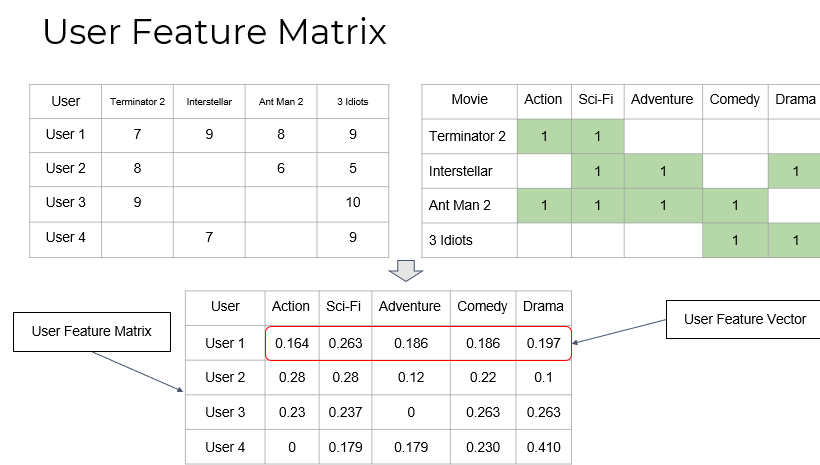 User Feature Matrix
User Terminator 2 Interstellar Ant Man 2 3 Idiots
User 1 7 9 8 9
User 2 8 6 5
User 3 9 10
User 4 7 9
Movie Action Sci-Fi Adventure Comedy Drama
Terminator 2 1 1
Interstellar 1 1 1
Ant Man 2 1 1 1 1
3 Idiots 1 1
User Action Sci-Fi Adventure Comedy Drama
User 1 0.164 0.263 0.186 0.186 0.197
User 2 0.28 0.28 0.12 0.22 0.1
User 3 0.23 0.237 0 0.263 0.263
User 4 0 0.179 0.179 0.230 0.410
User Feature Matrix
User Feature Vector